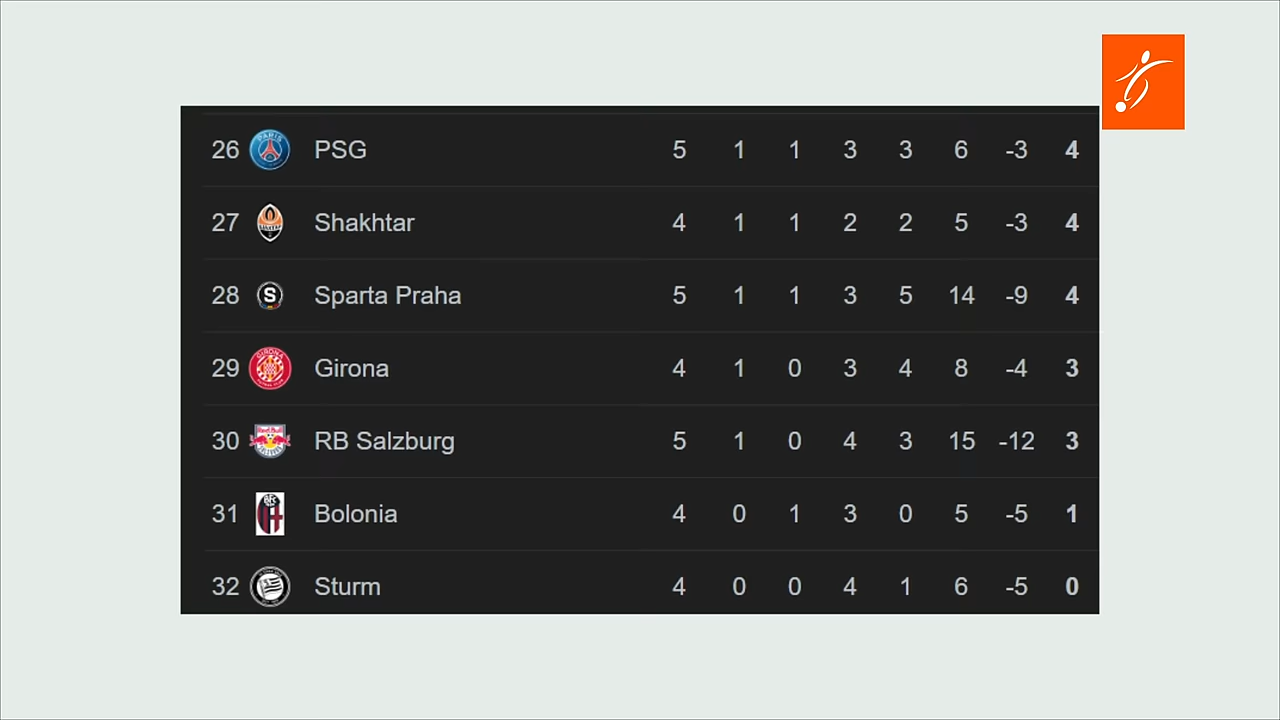 26 PSG 5 1 1 3 3 6 -3 4
27 Shakhtar 4 1 1 2 2 5 -3 4
28 Sparta Praha 5 1 1 3 5 14 -9 4
29 Girona 4 1 0 3 4 8 -4 3
30 RB Salzburg 5 1 0 4 3 15 -12 3
31 Bolonia 4 0 1 3 0 5 -5 1
32 Sturm 4 0 0 4 1 6 -5 0